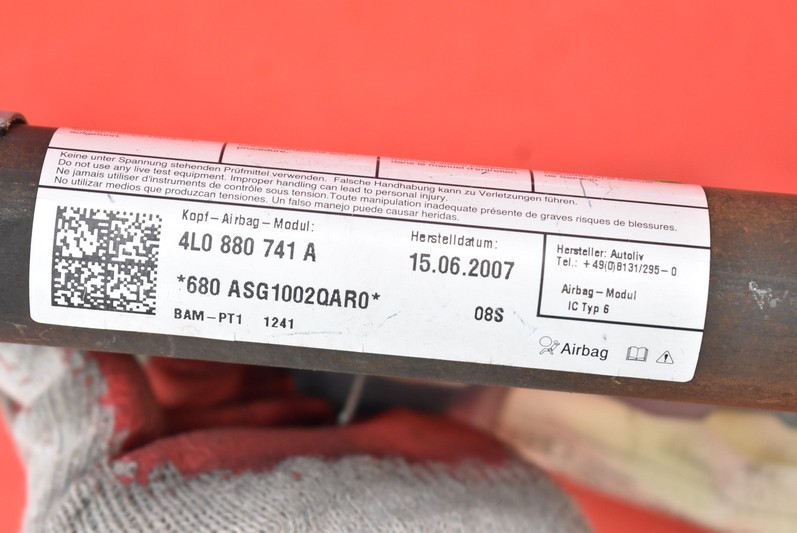 procedure.
Keine unter Spannung stehenden Prüfmittel verwenden. Falsche Handhabung kann zu Verletzungen führen.
Do not use any live test equipment. Improper handling can lead to personal injury.
Ne jamais utiliser d'instruments de contrôle sous tension.Toute manipulation inadequate présente de graves risques de blessures.
No utilizar medios que produzcan tensiones. Un falso manejo puede causar heridas.
Kopf-Airbag-Modul:
4L0 880 741 A
*680 ASG1002QAR0*
BAM-PT1 1241
Herstelldatum:
15.06.2007
08S
Hersteller: Autoliv
Tel.: +49(0)8131/295-0
Airbag-Modul
IC Typ 6
Airbag